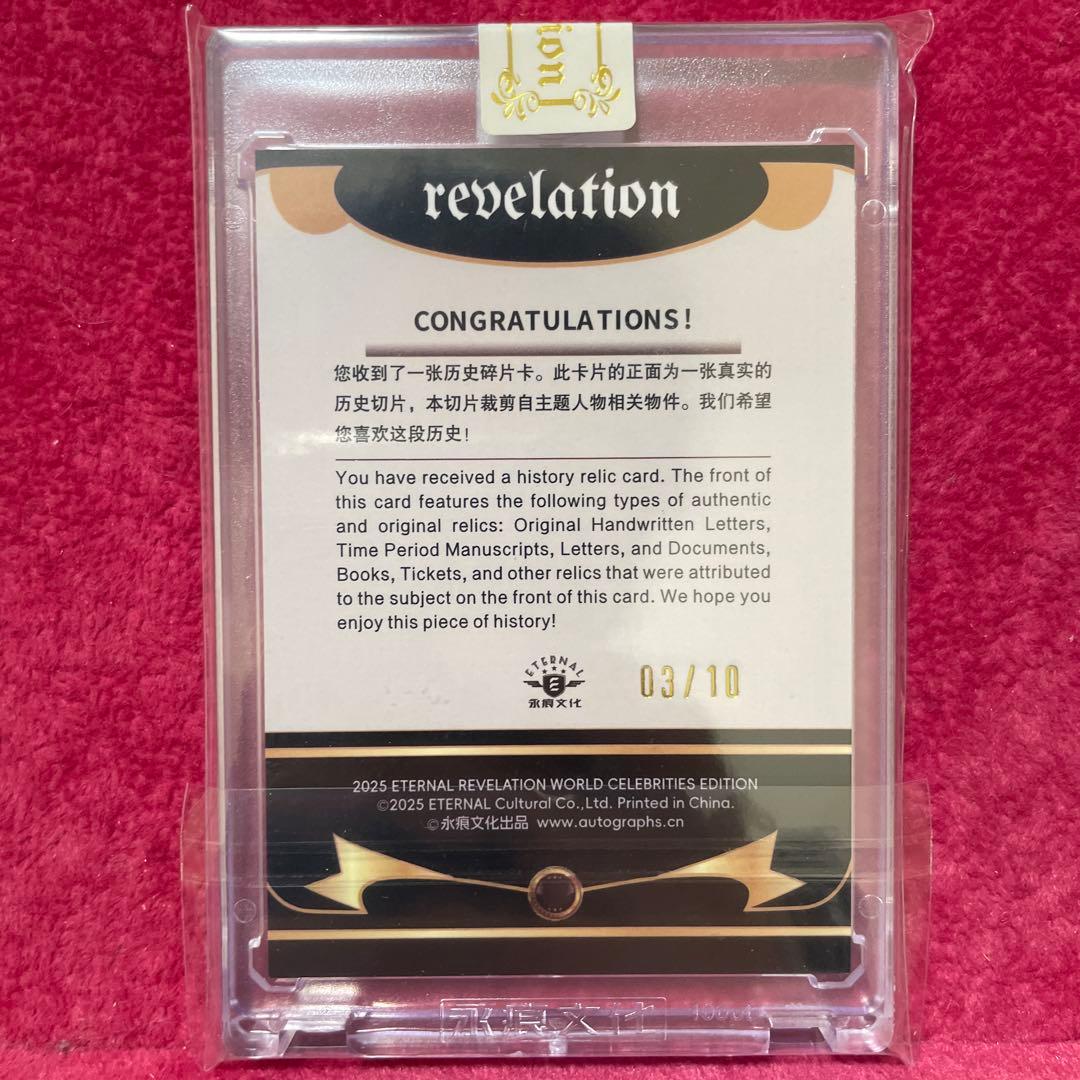 ion
revelation
CONGRATULATIONS!
您收到了一张历史碎片卡。此卡片的正面为一张真实的
历史切片，本切片裁剪自主题人物相关物件。我们希望
您喜欢这段历史！
You have received a history relic card. The front of
this card features the following types of authentic
and original relics: Original Handwritten Letters,
Time Period Manuscripts, Letters, and Documents,
Books, Tickets, and other relics that were attributed
to the subject on the front of this card. We hope you
enjoy this piece of history!
ETERNAL
永痕文化
03/10
2025 ETERNAL REVELATION WORLD CELEBRITIES EDITION
©2025 ETERNAL Cultural Co.,Ltd. Printed in China.
©永痕文化出品 www.autographs.cn
永痕文化